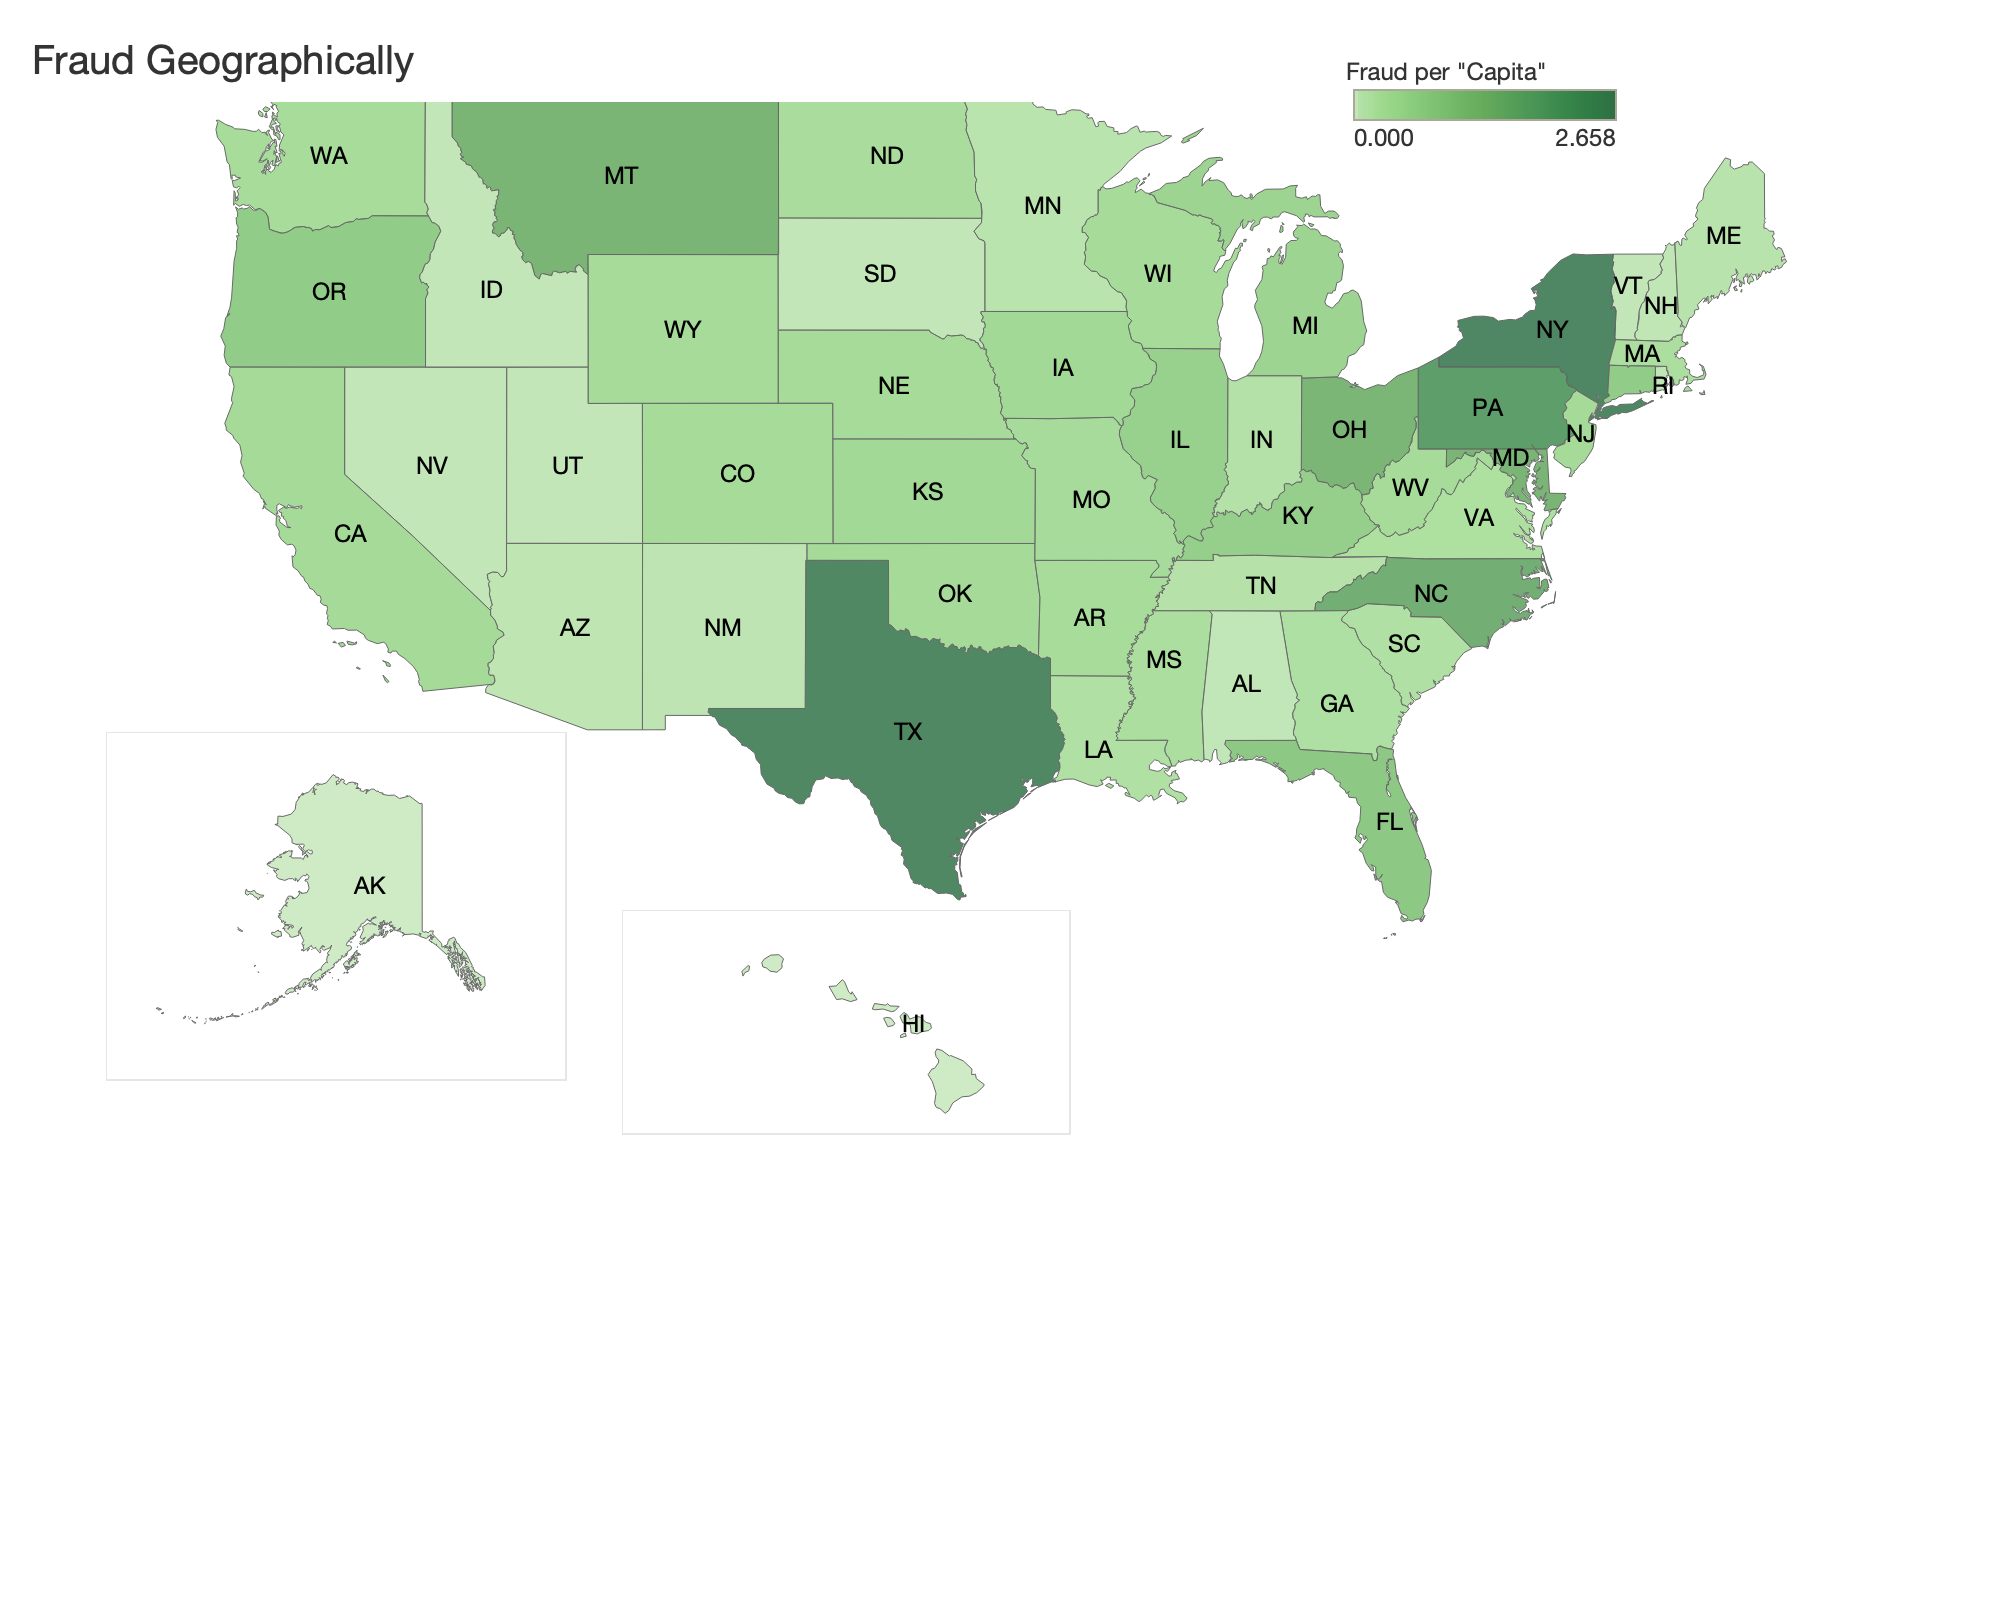 Fraud Geographically
Fraud per "Capita"
0.000 2.658
WA
MT
ND
MN
ME
OR
ID
SD
WI
VT
NH
WY
MI
NY
MA
IA
NE
RI
PA
NV
UT
CO
KS
IL
IN
OH
NJ
MD
MO
WV
CA
KY
VA
OK
TN
NC
AZ
NM
AR
MS
SC
AL
GA
TX
LA
FL
AK
HI